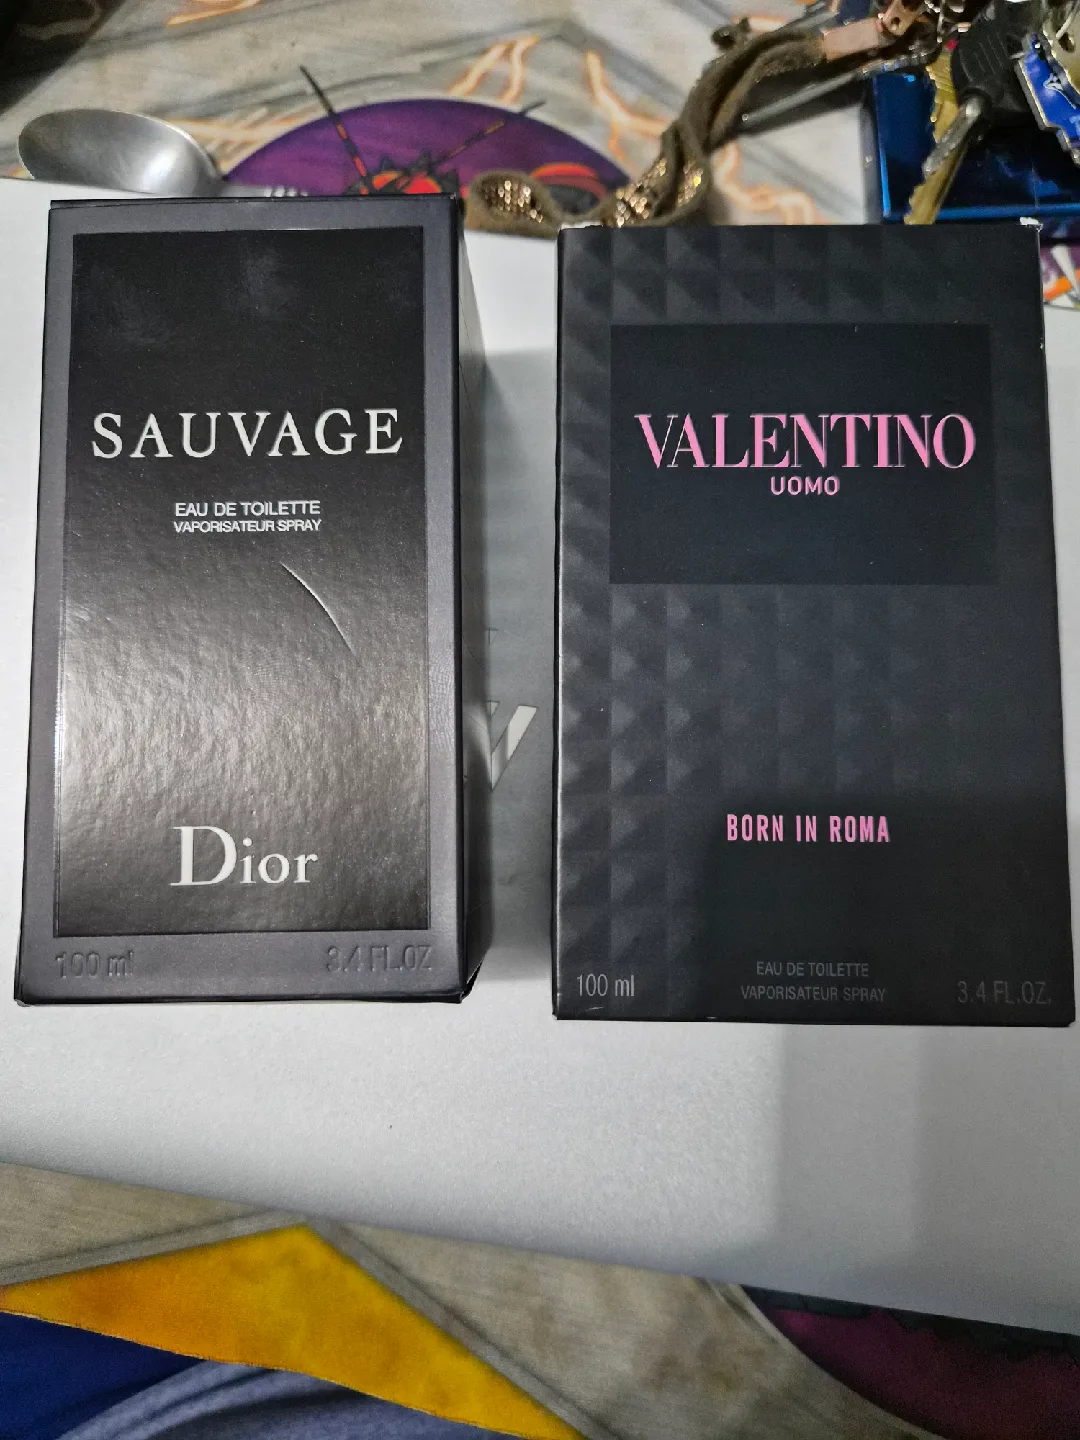 SAUVAGE
EAU DE TOILETTE
VAPORISATEUR SPRAY
Dior
100 ml
3.4 FL.OZ
VALENTINO
UOMO
BORN IN ROMA
EAU DE TOILETTE
VAPORISATEUR SPRAY
100 ml
3.4 FL.OZ.